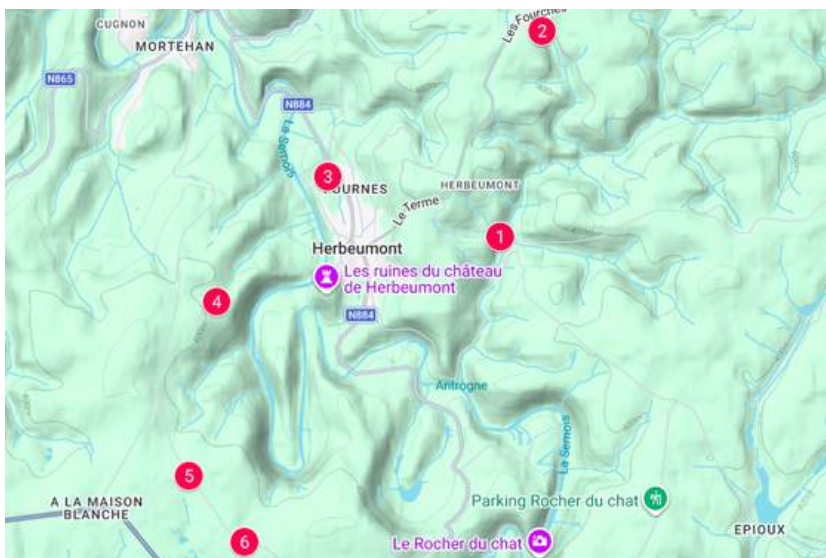 CUGNON
MORTEHAN
N865
N884
Les Fourches
2
La Semois
3
FOURNES
HERBEUMONT
Le Terme
1
Herbeumont
Les ruines du château
de Herbeumont
4
N884
Antrogne
La Semois
5
Parking Rocher du chat
A LA MAISON
BLANCHE
EPIOUX
6
Le Rocher du chat